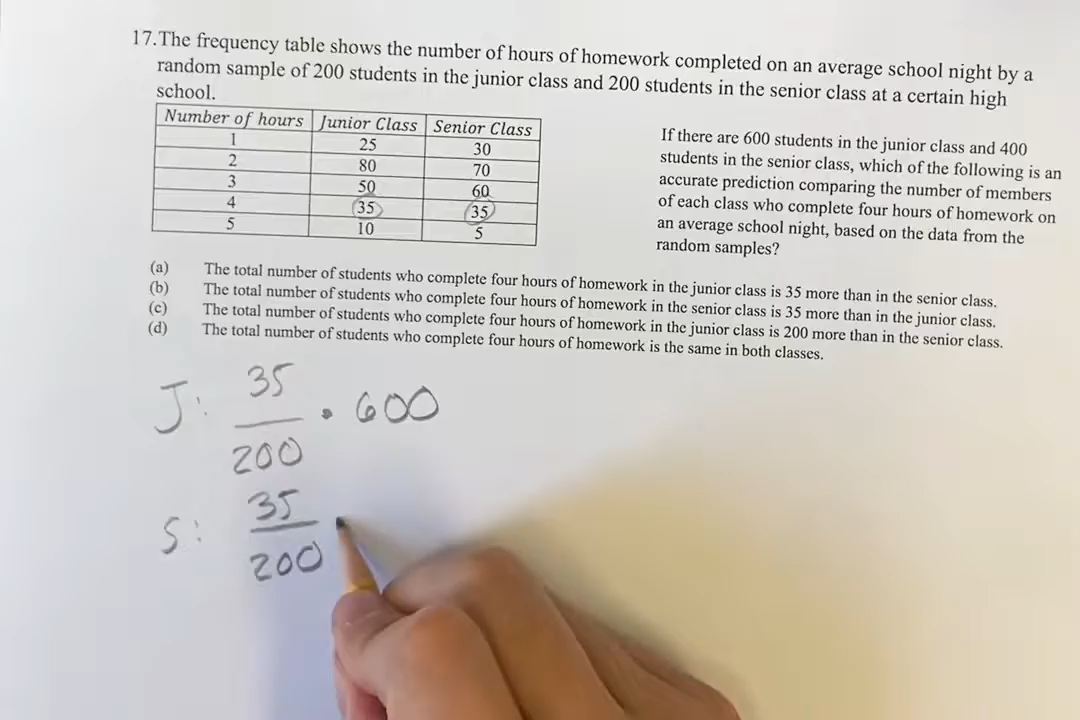 17.The frequency table shows the number of hours of homework completed on an average school night by a
random sample of 200 students in the junior class and 200 students in the senior class at a certain high
school.
Number of hours Junior Class Senior Class
1 25 30
2 80 70
3 50 60
4 35 35
5 10 5
If there are 600 students in the junior class and 400
students in the senior class, which of the following is an
accurate prediction comparing the number of members
of each class who complete four hours of homework on
an average school night, based on the data from the
random samples?
(a) The total number of students who complete four hours of homework in the junior class is 35 more than in the senior class.
(b) The total number of students who complete four hours of homework in the senior class is 35 more than in the junior class.
(c) The total number of students who complete four hours of homework in the junior class is 200 more than in the senior class.
(d) The total number of students who complete four hours of homework is the same in both classes.
J: 35
200 • 600
S: 35
200